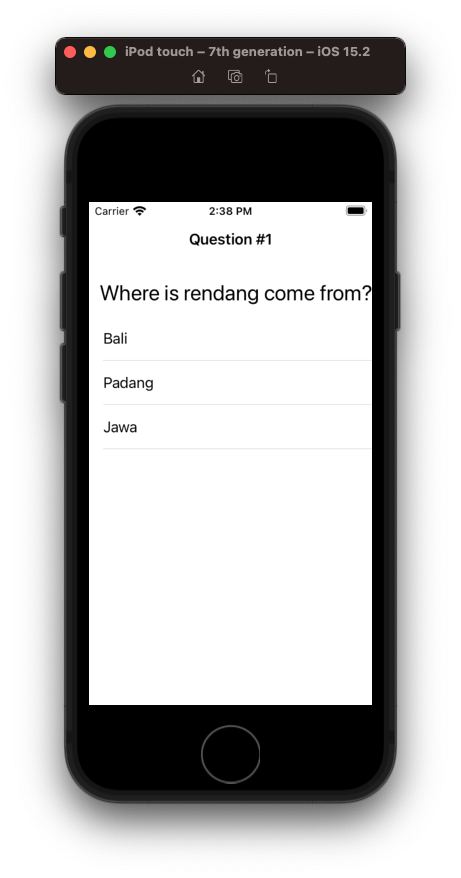 iPod touch – 7th generation – iOS 15.2
Carrier 2:38 PM
Question #1
Where is rendang come from?
Bali
Padang
Jawa